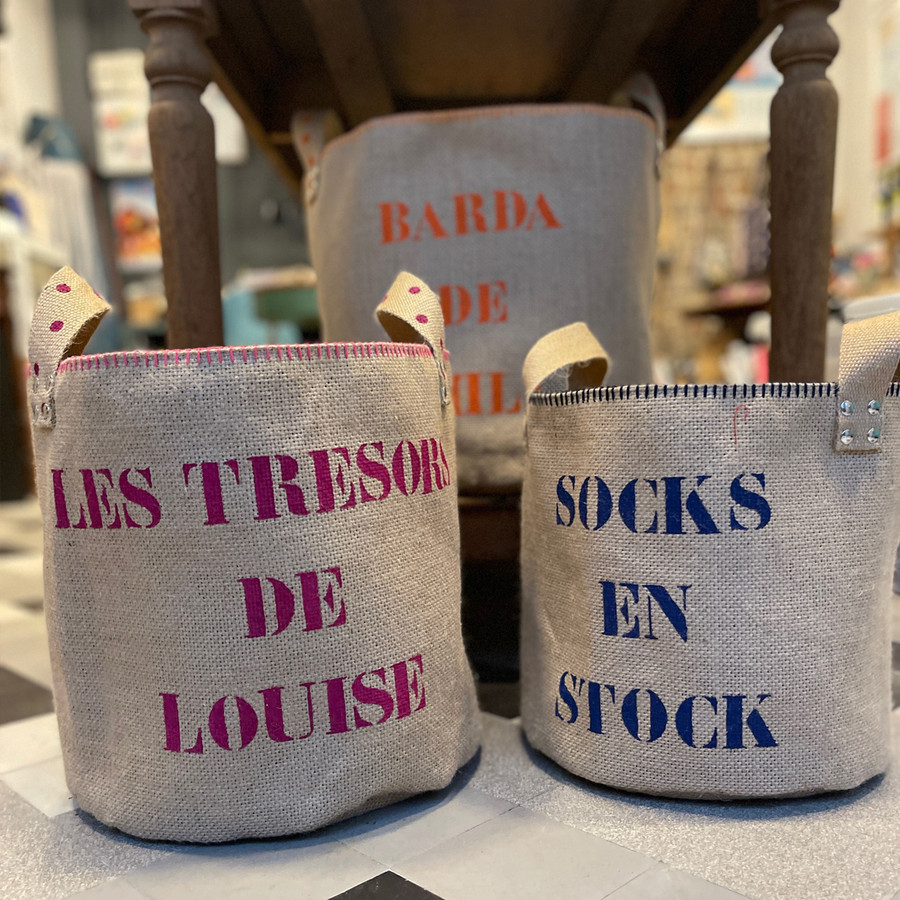 BARDA
DE
LES TRESORS
DE
LOUISE
SOCKS
EN
STOCK